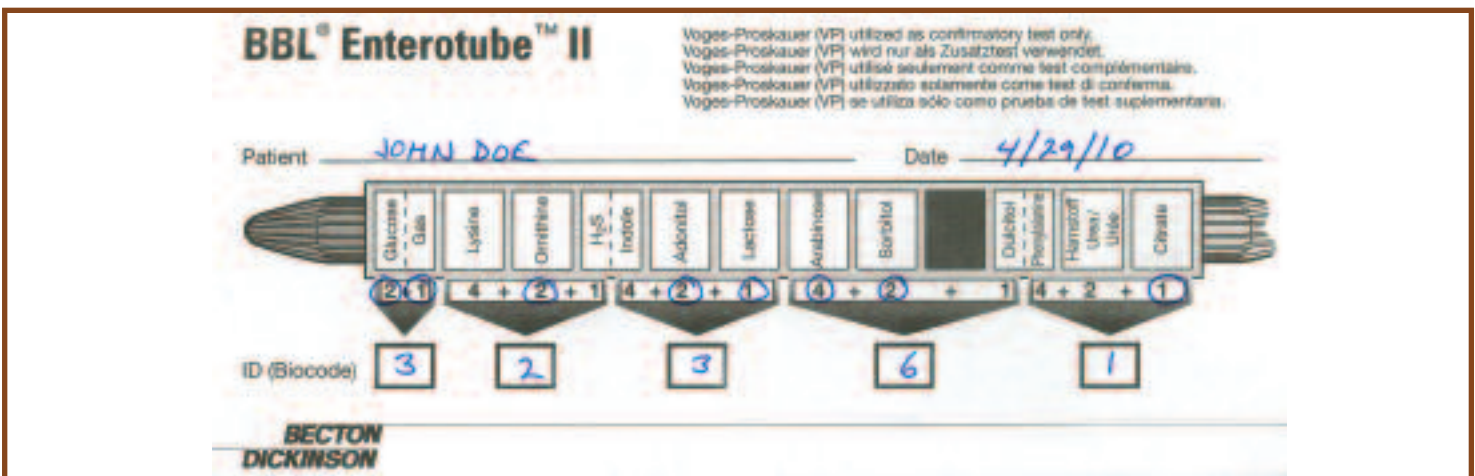 BBL® Enterotube™ II
Voges-Proskauer (VP) utilized as confirmatory test only.
Voges-Proskauer (VP) wird nur als Zusatztest verwendet.
Voges-Proskauer (VP) utilisé seulement comme test complémentaire.
Voges-Proskauer (VP) utilizzato solamente come test di conferma.
Voges-Proskauer (VP) se utiliza sólo como prueba de test suplementaria.
Patient JOHN DOE Date 4/29/10
Glucose Gas Lysine Ornithine H₂S Indole Adonitol Lactose Arabinose Sorbitol Dulcitol Phenylalanine Harnstoff Urea/ Urée Citrate
2 + 1 4 + 2 + 1 4 + 2 + 1 4 + 2 + 1 4 + 2 + 1
ID (Biocode) 3 2 3 6 1
BECTON
DICKINSON